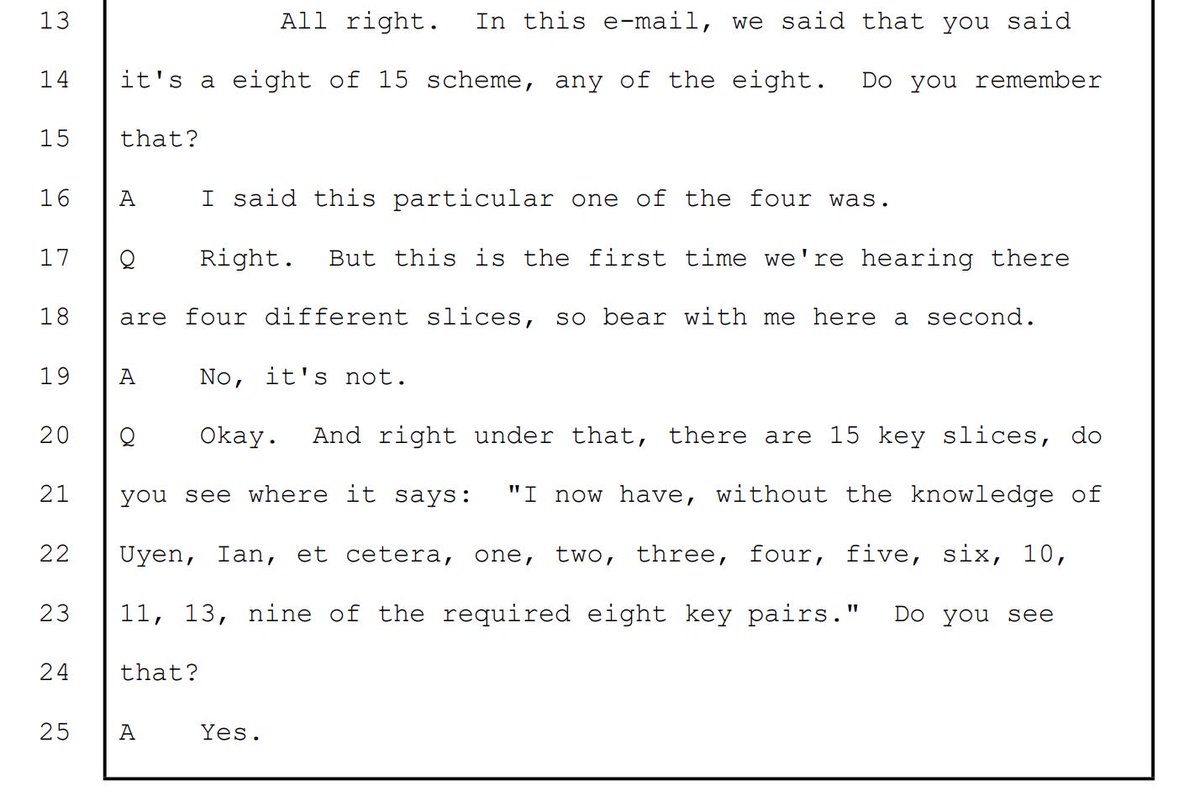 13 All right. In this e-mail, we said that you said
14 it's a eight of 15 scheme, any of the eight. Do you remember
15 that?
16 A I said this particular one of the four was.
17 Q Right. But this is the first time we're hearing there
18 are four different slices, so bear with me here a second.
19 A No, it's not.
20 Q Okay. And right under that, there are 15 key slices, do
21 you see where it says: "I now have, without the knowledge of
22 Uyen, Ian, et cetera, one, two, three, four, five, six, 10,
23 11, 13, nine of the required eight key pairs." Do you see
24 that?
25 A Yes.